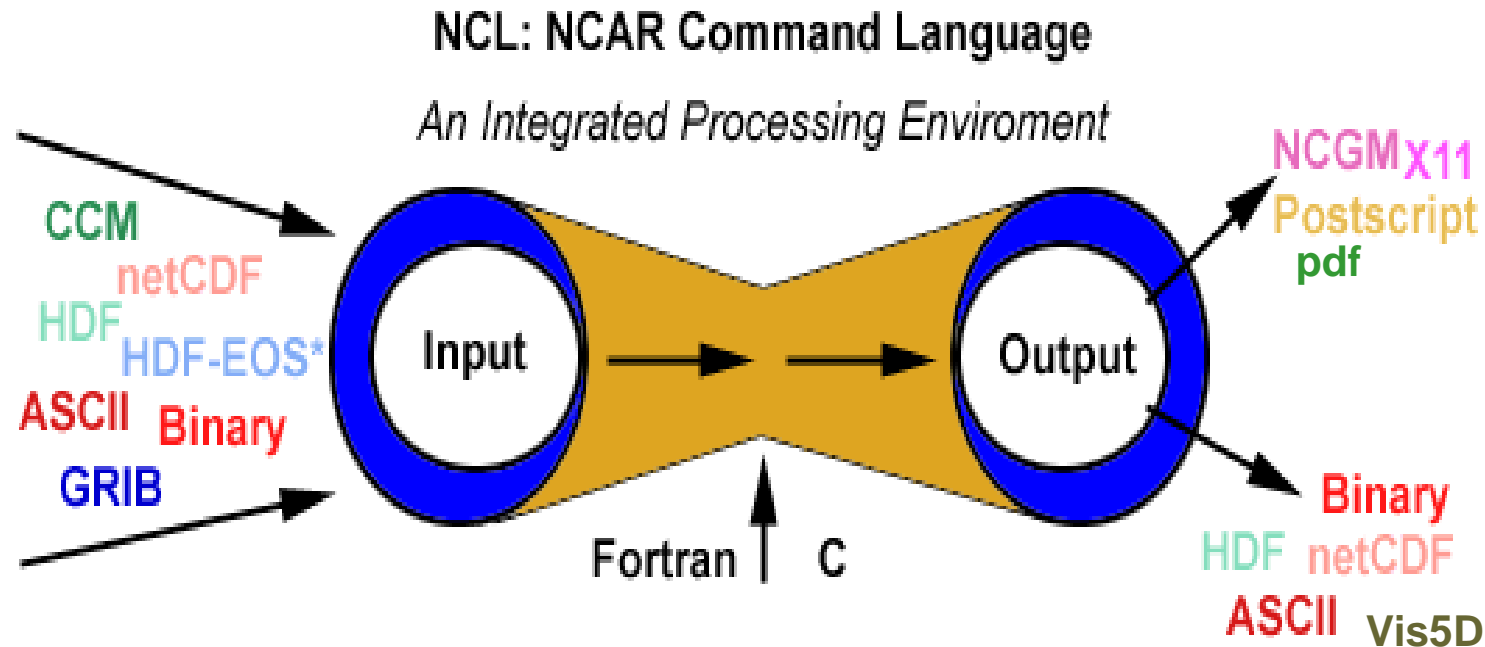 NCL: NCAR Command Language
An Integrated Processing Enviroment
CCM
netCDF
HDF
HDF-EOS*
ASCII
Binary
GRIB
Input
Output
Fortran
C
NCGM
X11
Postscript
pdf
Binary
HDF
netCDF
ASCII
Vis5D